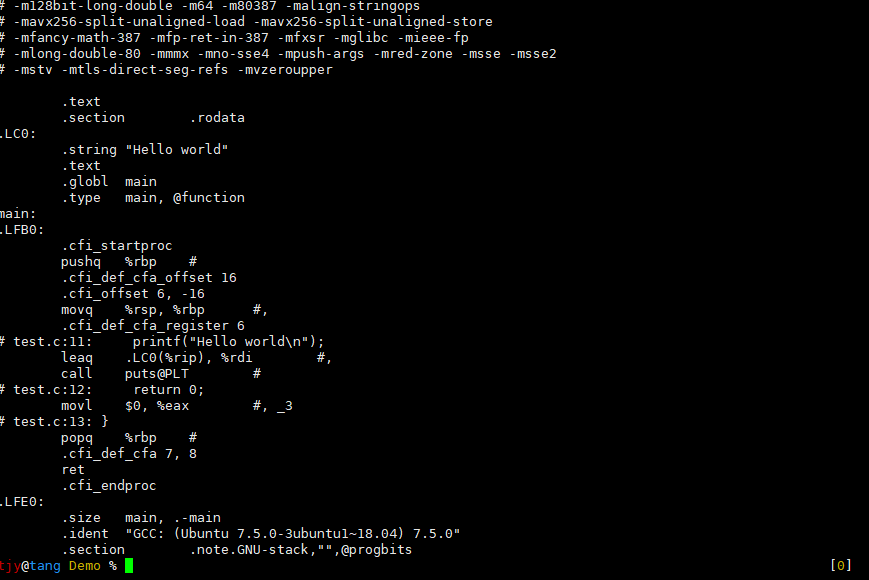 # -m128bit-long-double -m64 -m80387 -malign-stringops
# -mavx256-split-unaligned-load -mavx256-split-unaligned-store
# -mfancy-math-387 -mfp-ret-in-387 -mfxsr -mglibc -mieee-fp
# -mlong-double-80 -mmmx -mno-sse4 -mpush-args -mred-zone -msse -msse2
# -mstv -mtls-direct-seg-refs -mvzeroupper
.text
.section .rodata
.LC0:
.string "Hello world"
.text
.globl main
.type main, @function
main:
.LFB0:
.cfi_startproc
pushq %rbp #
.cfi_def_cfa_offset 16
.cfi_offset 6, -16
movq %rsp, %rbp #,
.cfi_def_cfa_register 6
# test.c:11: printf("Hello world\n");
leaq .LC0(%rip), %rdi #,
call puts@PLT #
# test.c:12: return 0;
movl $0, %eax #, _3
# test.c:13: }
popq %rbp #
.cfi_def_cfa 7, 8
ret
.cfi_endproc
.LFE0:
.size main, .-main
.ident "GCC: (Ubuntu 7.5.0-3ubuntu1~18.04) 7.5.0"
.section .note.GNU-stack,"",@progbits
tjy@tang Demo % [0]